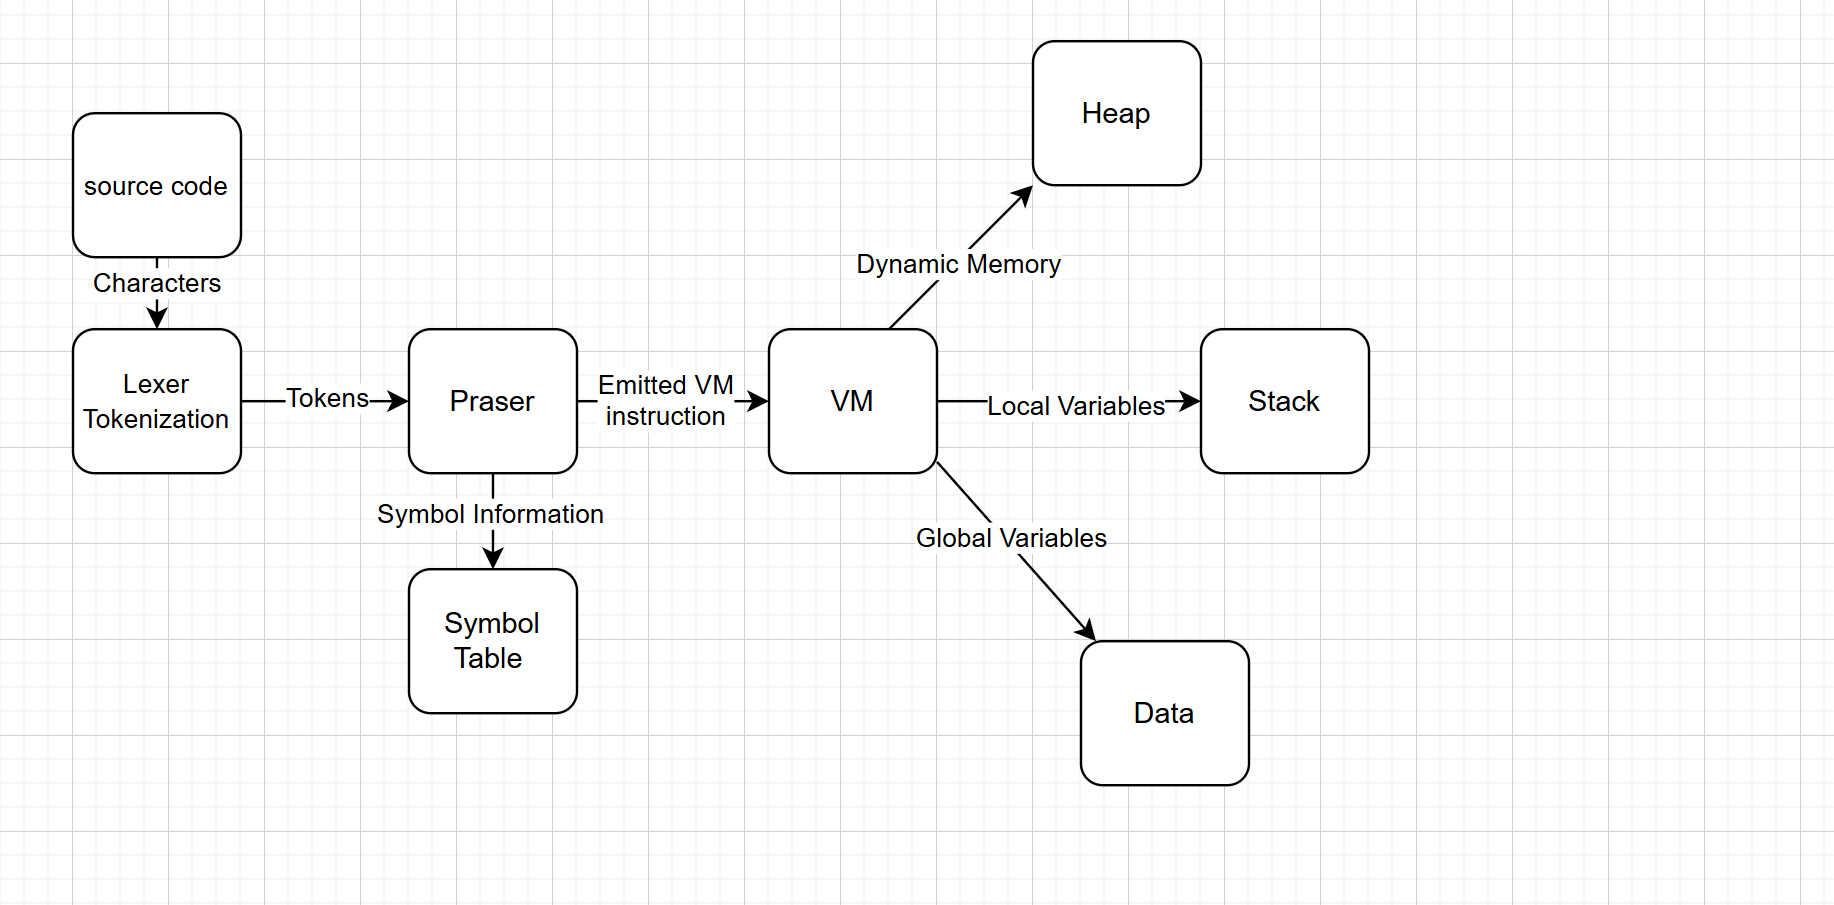 Heap
source code
Dynamic Memory
Characters
Lexer
Tokenization
Tokens
Praser
Emitted VM
instruction
VM
Local Variables
Stack
Symbol Information
Global Variables
Symbol
Table
Data